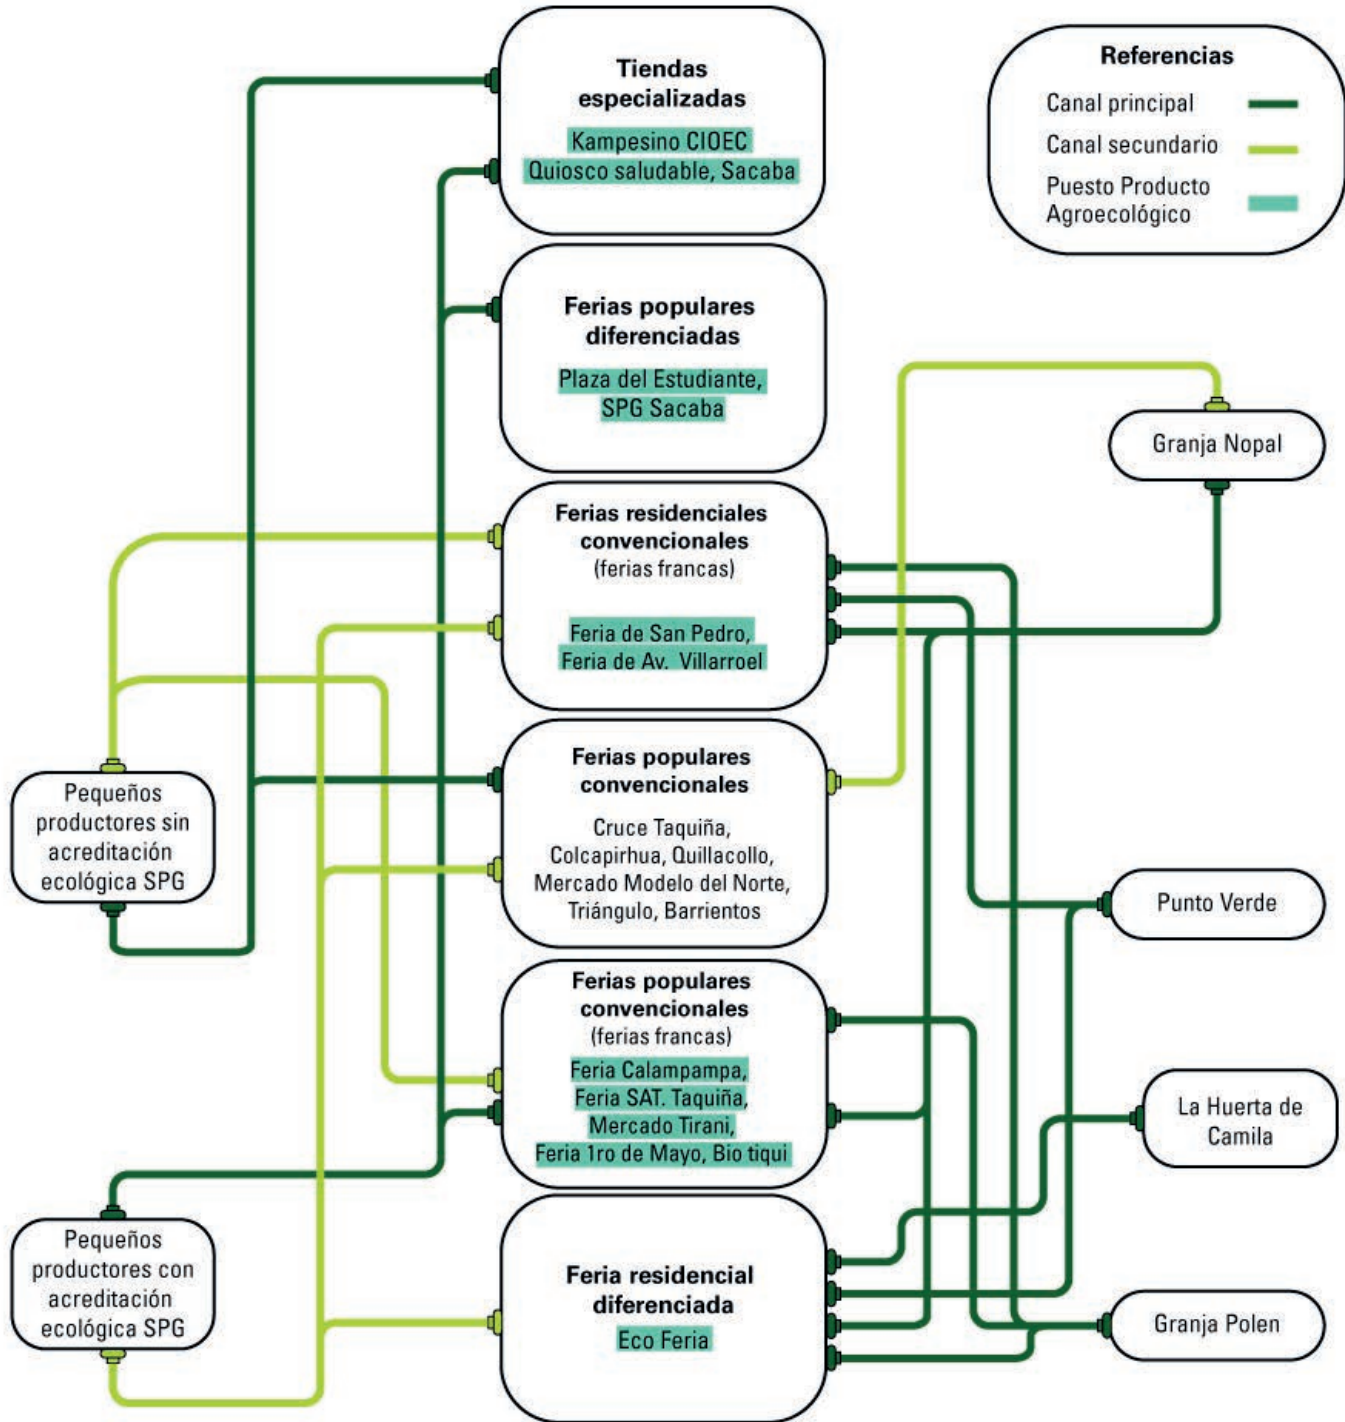 Tiendas
especializadas
Kampesino CIOEC
Quiosco saludable, Sacaba
Referencias
Canal principal
Canal secundario
Puesto Producto
Agroecológico
Ferias populares
diferenciadas
Plaza del Estudiante,
SPG Sacaba
Granja Nopal
Ferias residenciales
convencionales
(ferias francas)
Feria de San Pedro,
Feria de Av. Villarroel
Pequeños
productores sin
acreditación
ecológica SPG
Ferias populares
convencionales
Cruce Taquiña,
Colcapirhua, Quillacollo,
Mercado Modelo del Norte,
Triángulo, Barrientos
Punto Verde
Ferias populares
convencionales
(ferias francas)
Feria Calampampa,
Feria SAT. Taquiña,
Mercado Tirani,
Feria 1ro de Mayo, Bio tiqui
La Huerta de
Camila
Pequeños
productores con
acreditación
ecológica SPG
Feria residencial
diferenciada
Eco Feria
Granja Polen